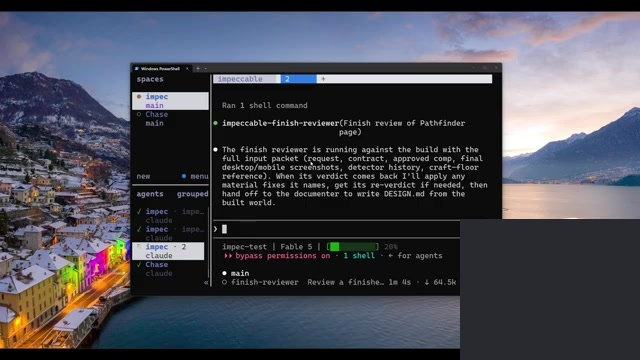 Windows PowerShell
spaces
impeccable 2 +
impec
main
Chase
main
Ran 1 shell command
impeccable-finish-reviewer(Finish review of Pathfinder
page)
The finish reviewer is running against the build with the
full input packet (request, contract, approved comp, final
desktop/mobile screenshots, detector history, craft-floor
reference). When its verdict comes back I'll apply any
material fixes it names, get its re-verdict if needed, then
hand off to the documenter to write DESIGN.md from the
built world.
new menu
agents grouped
✓ impec · impe…
claude
✓ impec · impe…
claude
impec · 2
claude
✓ Chase
claude
«
❯
impec-test | Fable 5 | [ ] 20%
⏵⏵ bypass permissions on · 1 shell · ← for agents
● main
○ finish-reviewer Review a finishe… 1m 4s · ↓ 64.5k